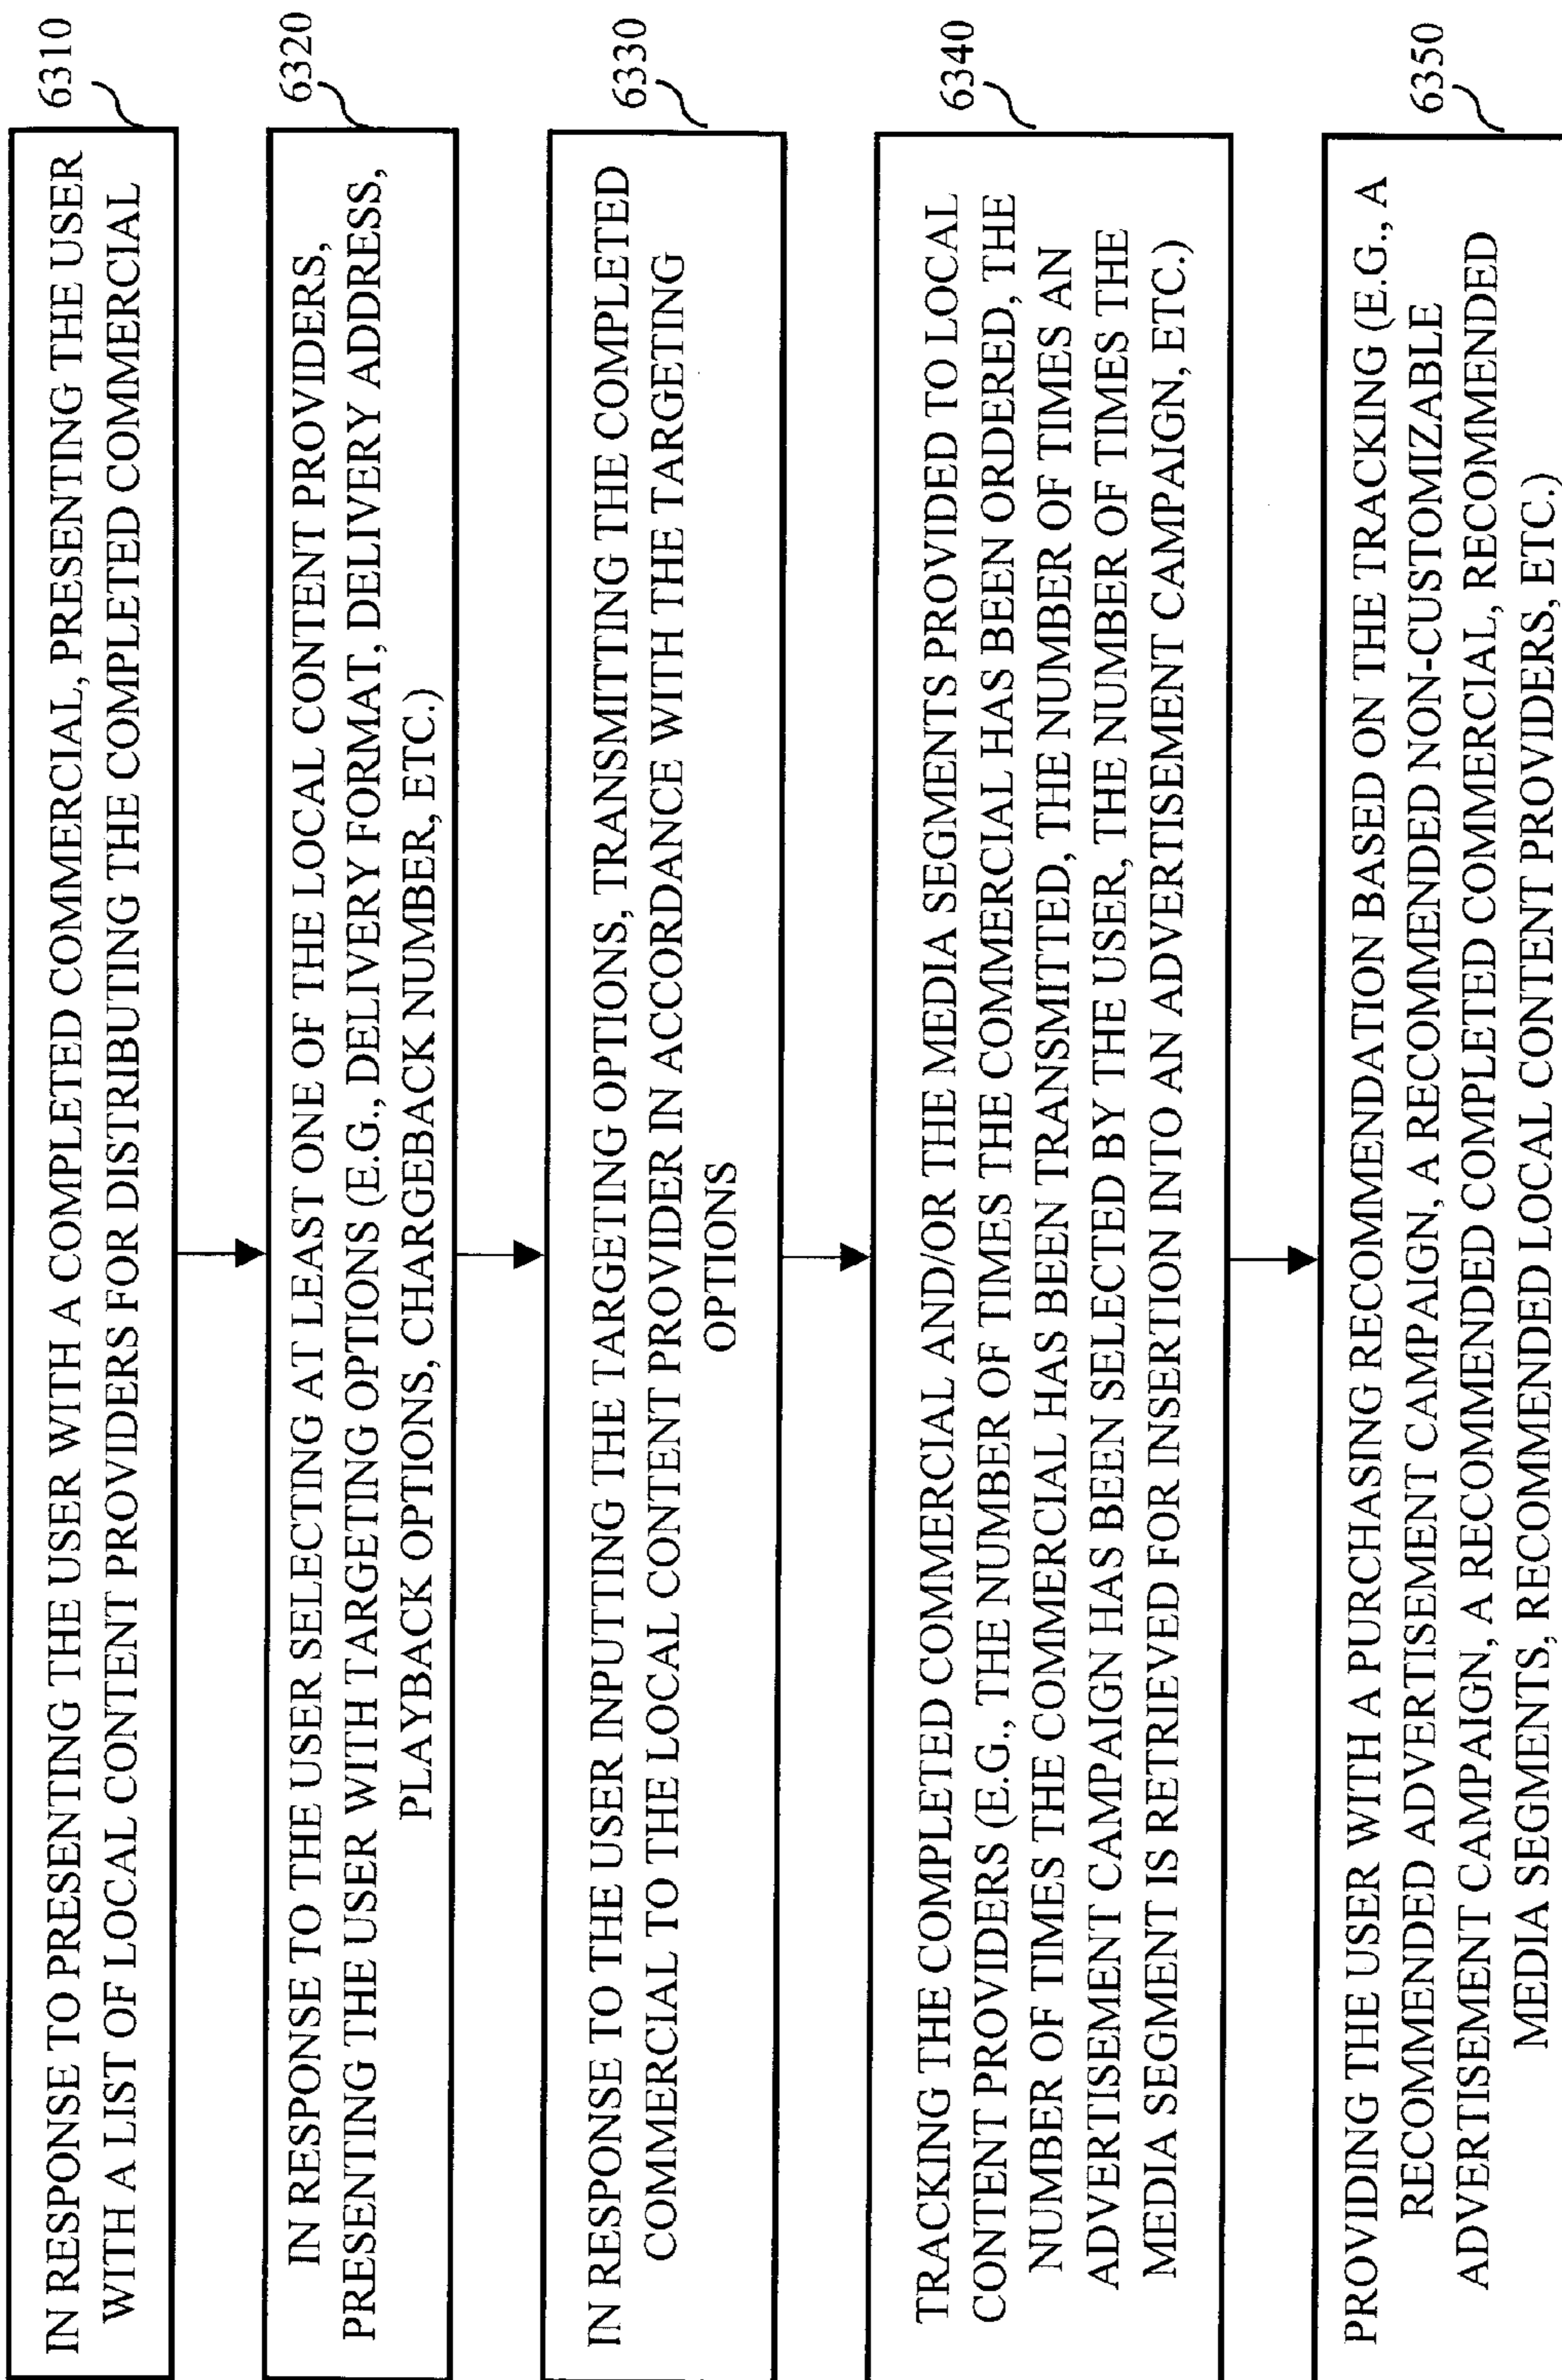 IN RESPONSE TO PRESENTING THE USER WITH A COMPLETED COMMERCIAL, PRESENTING THE USER
WITH A LIST OF LOCAL CONTENT PROVIDERS FOR DISTRIBUTING THE COMPLETED COMMERCIAL
6310
IN RESPONSE TO THE USER SELECTING AT LEAST ONE OF THE LOCAL CONTENT PROVIDERS,
PRESENTING THE USER WITH TARGETING OPTIONS (E.G., DELIVERY FORMAT, DELIVERY ADDRESS,
PLAYBACK OPTIONS, CHARGEBACK NUMBER, ETC.)
6320
IN RESPONSE TO THE USER INPUTING THE TARGETING OPTIONS, TRANSMITTING THE COMPLETED
COMMERCIAL TO THE LOCAL CONTENT PROVIDER IN ACCORDANCE WITH THE TARGETING
OPTIONS
6330
TRACKING THE COMPLETED COMMERCIAL AND/OR THE MEDIA SEGMENTS PROVIDED TO LOCAL
CONTENT PROVIDERS (E.G., THE NUMBER OF TIMES THE COMMERCIAL HAS BEEN ORDERED, THE
NUMBER OF TIMES THE COMMERCIAL HAS BEEN TRANSMITTED, THE NUMBER OF TIMES AN
ADVERTISEMENT CAMPAIGN HAS BEEN SELECTED BY THE USER, THE NUMBER OF TIMES THE
MEDIA SEGMENT IS RETRIEVED FOR INSERTION INTO AN ADVERTISEMENT CAMPAIGN, ETC.)
6340
PROVIDING THE USER WITH A PURCHASING RECOMMENDATION BASED ON THE TRACKING (E.G., A
RECOMMENDED ADVERTISEMENT CAMPAIGN, A RECOMMENDED NON-CUSTOMIZABLE
ADVERTISEMENT CAMPAIGN, A RECOMMENDED COMPLETED COMMERCIAL, RECOMMENDED
MEDIA SEGMENTS, RECOMMENDED LOCAL CONTENT PROVIDERS, ETC.)
6350